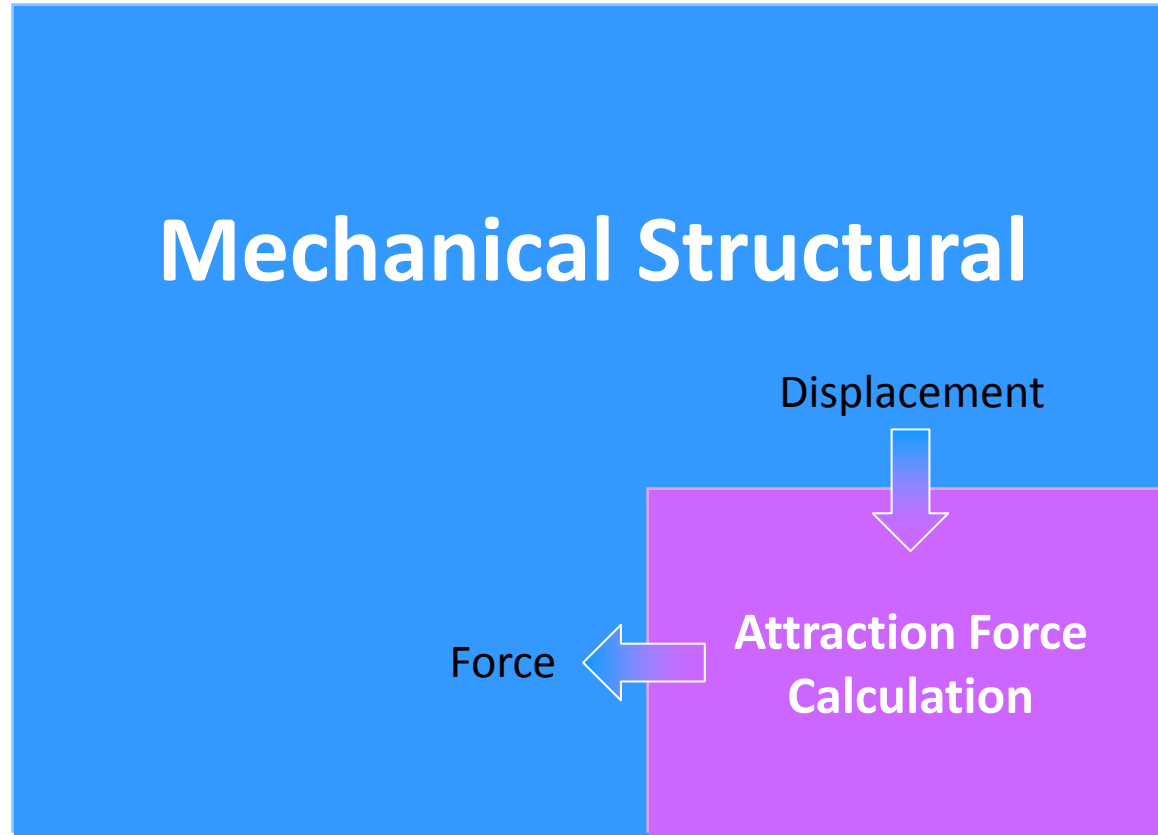 Mechanical Structural
Displacement
Force
Attraction Force
Calculation